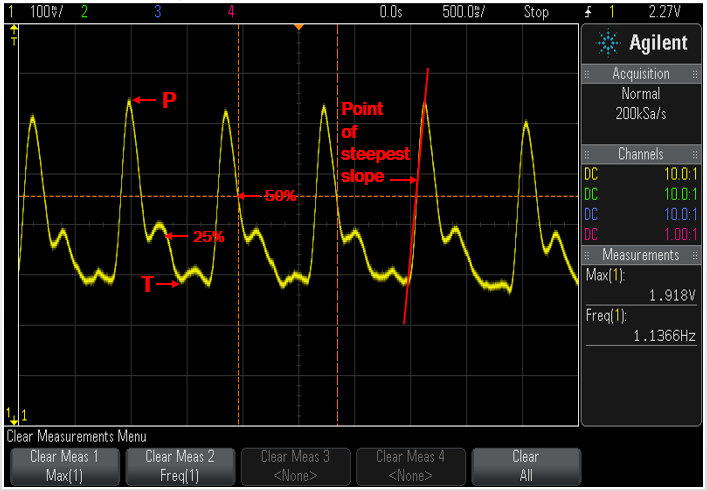 1 100㎷/ 2 3 4 0.0s 500.0㎳/ Stop 1 2.27V
T
P
Point
of
steepest
slope
50%
25%
T
1 1
Agilent
Acquisition
Normal
200kSa/s
Channels
DC 10.0:1
DC 10.0:1
DC 10.0:1
DC 1.00:1
Measurements
Max(1):
1.918V
Freq(1):
1.1366Hz
Clear Measurements Menu
Clear Meas 1
Max(1)
Clear Meas 2
Freq(1)
Clear Meas 3
<None>
Clear Meas 4
<None>
Clear
All